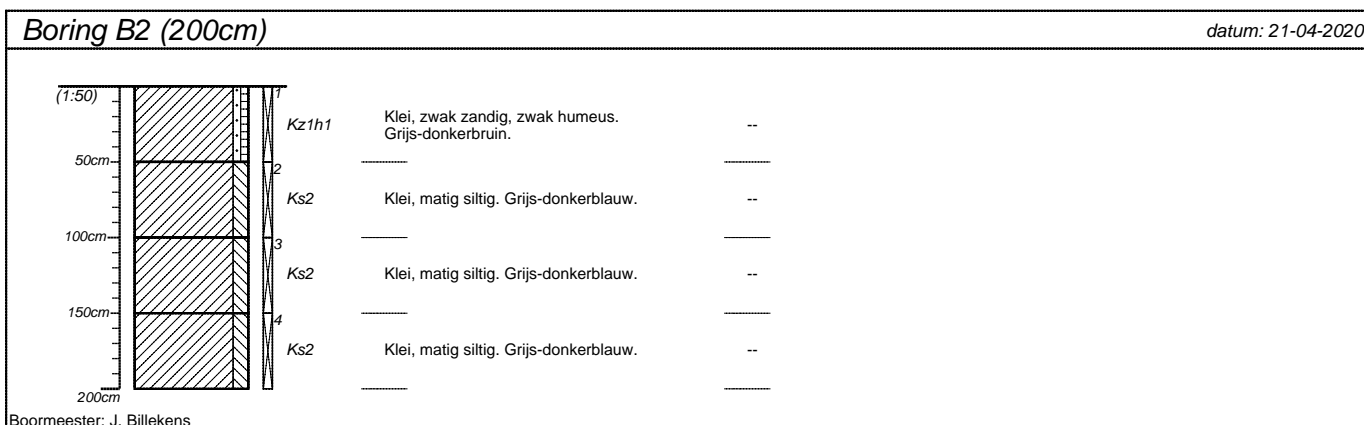 Boring B2 (200cm) datum: 21-04-2020
(1:50)
1
Kz1h1 Klei, zwak zandig, zwak humeus. --
Grijs-donkerbruin.
50cm
2
Ks2 Klei, matig siltig. Grijs-donkerblauw. --
100cm
3
Ks2 Klei, matig siltig. Grijs-donkerblauw. --
150cm
4
Ks2 Klei, matig siltig. Grijs-donkerblauw. --
200cm
Boormeester: J. Billekens